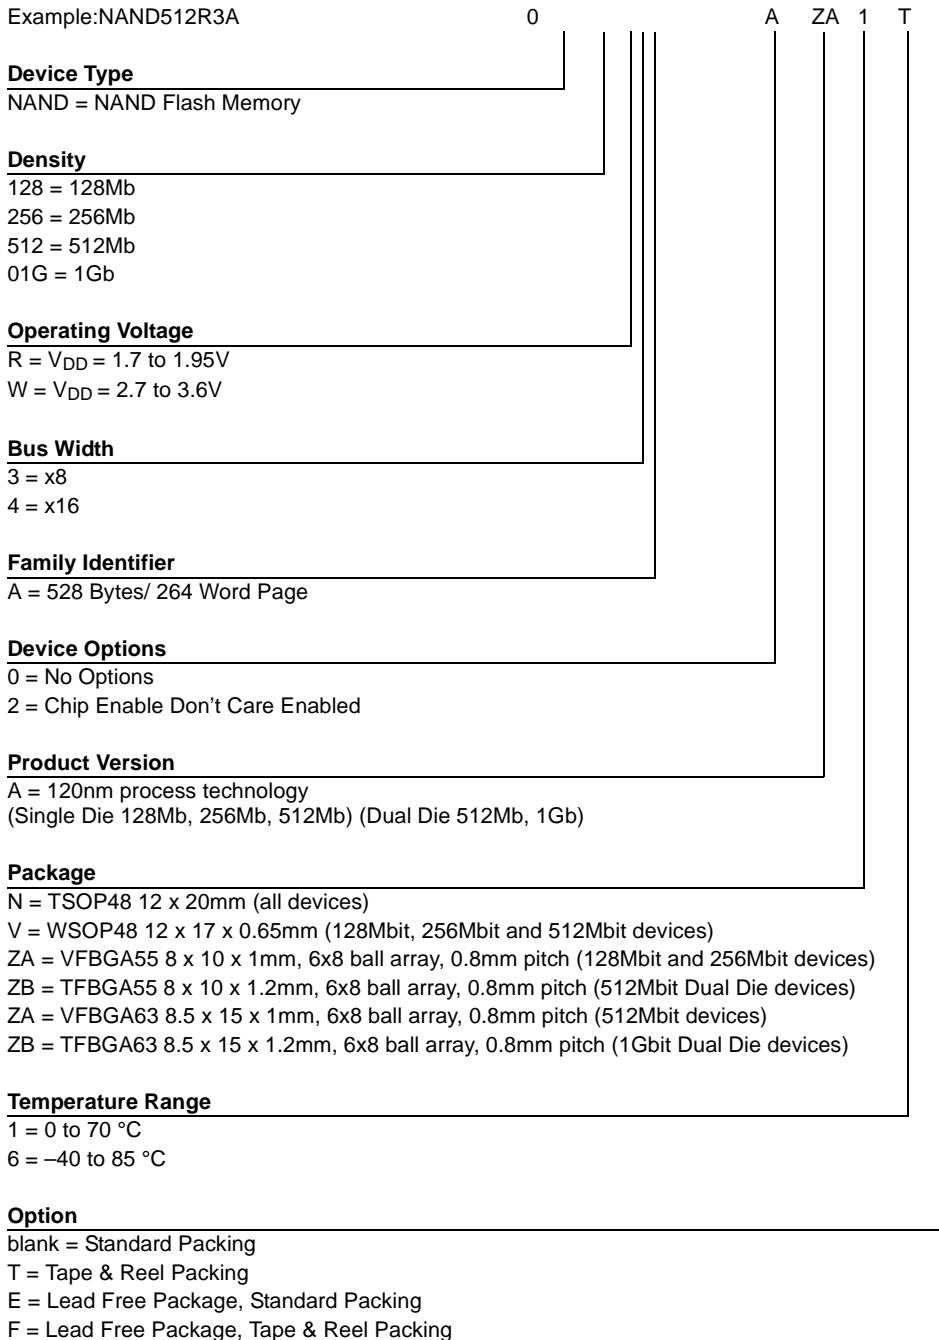 Example:NAND512R3A 0 A ZA 1 T
Device Type
NAND = NAND Flash Memory
Density
128 = 128Mb
256 = 256Mb
512 = 512Mb
01G = 1Gb
Operating Voltage
R = VDD = 1.7 to 1.95V
W = VDD = 2.7 to 3.6V
Bus Width
3 = x8
4 = x16
Family Identifier
A = 528 Bytes/ 264 Word Page
Device Options
0 = No Options
2 = Chip Enable Don't Care Enabled
Product Version
A = 120nm process technology
(Single Die 128Mb, 256Mb, 512Mb) (Dual Die 512Mb, 1Gb)
Package
N = TSOP48 12 x 20mm (all devices)
V = WSOP48 12 x 17 x 0.65mm (128Mbit, 256Mbit and 512Mbit devices)
ZA = VFBGA55 8 x 10 x 1mm, 6x8 ball array, 0.8mm pitch (128Mbit and 256Mbit devices)
ZB = TFBGA55 8 x 10 x 1.2mm, 6x8 ball array, 0.8mm pitch (512Mbit Dual Die devices)
ZA = VFBGA63 8.5 x 15 x 1mm, 6x8 ball array, 0.8mm pitch (512Mbit devices)
ZB = TFBGA63 8.5 x 15 x 1.2mm, 6x8 ball array, 0.8mm pitch (1Gbit Dual Die devices)
Temperature Range
1 = 0 to 70 °C
6 = –40 to 85 °C
Option
blank = Standard Packing
T = Tape & Reel Packing
E = Lead Free Package, Standard Packing
F = Lead Free Package, Tape & Reel Packing